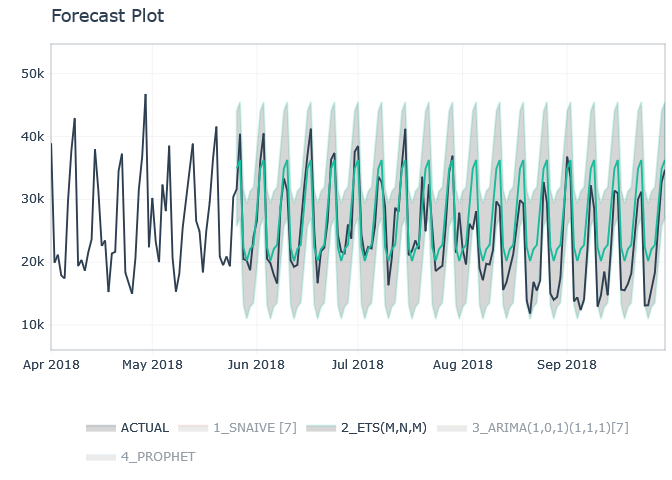 Forecast Plot
50k
40k
30k
20k
10k
Apr 2018 May 2018 Jun 2018 Jul 2018 Aug 2018 Sep 2018
ACTUAL 1_SNAIVE [7] 2_ETS(M,N,M) 3_ARIMA(1,0,1)(1,1,1)[7]
4_PROPHET